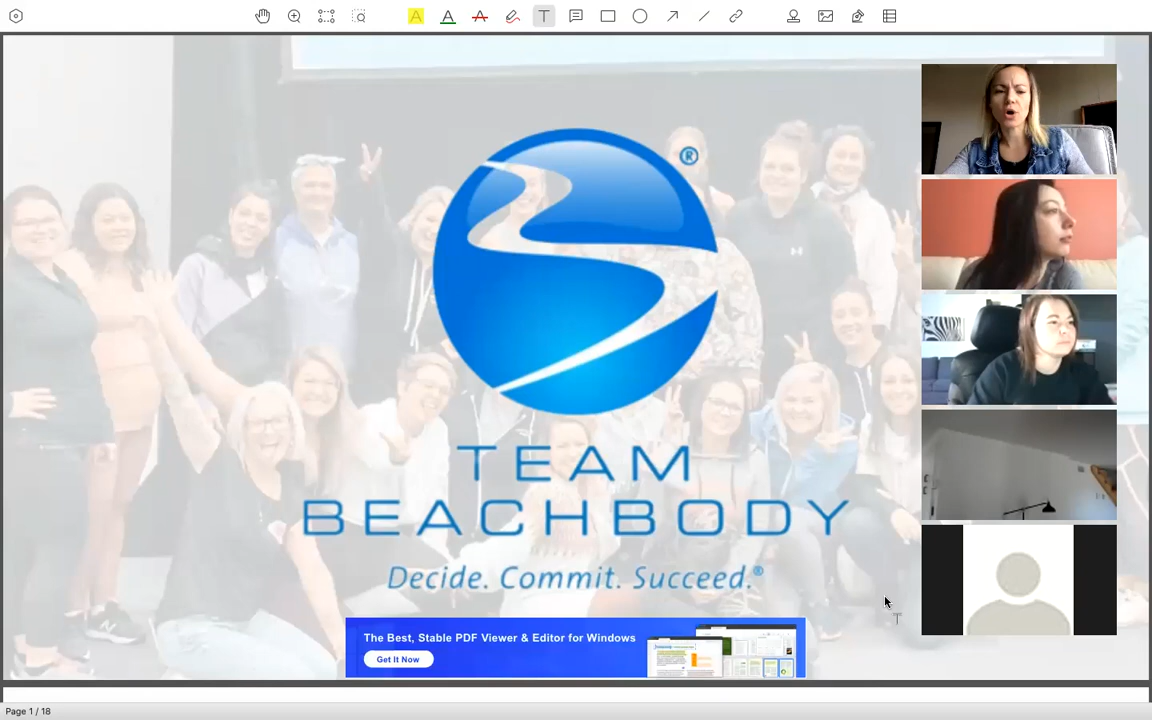 A A A T
®
TEAM
BEACHBODY
Decide. Commit. Succeed.®
The Best, Stable PDF Viewer & Editor for Windows
Get It Now
T
Page 1 / 18